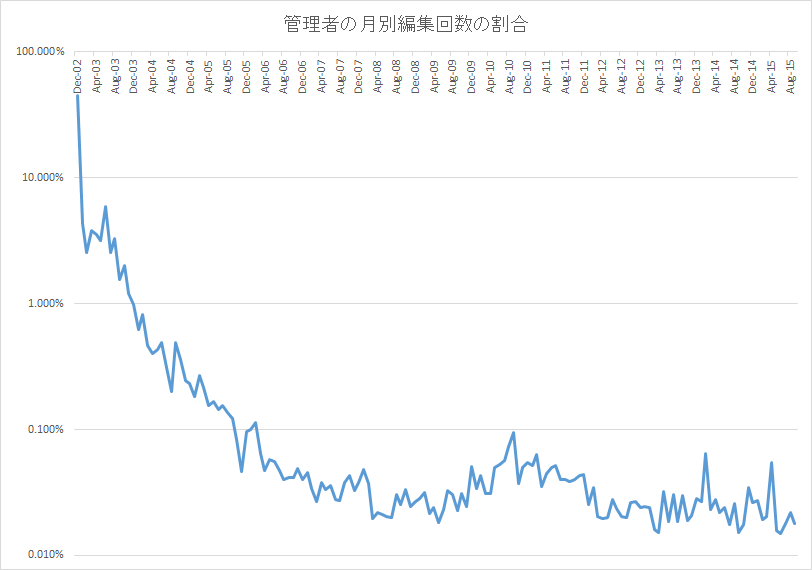 管理者の月別編集回数の割合
100.000%
Dec-02
Apr-03
Aug-03
Dec-03
Apr-04
Aug-04
Dec-04
Apr-05
Aug-05
Dec-05
Apr-06
Aug-06
Dec-06
Apr-07
Aug-07
Dec-07
Apr-08
Aug-08
Dec-08
Apr-09
Aug-09
Dec-09
Apr-10
Aug-10
Dec-10
Apr-11
Aug-11
Dec-11
Apr-12
Aug-12
Dec-12
Apr-13
Aug-13
Dec-13
Apr-14
Aug-14
Dec-14
Apr-15
Aug-15
10.000%
1.000%
0.100%
0.010%